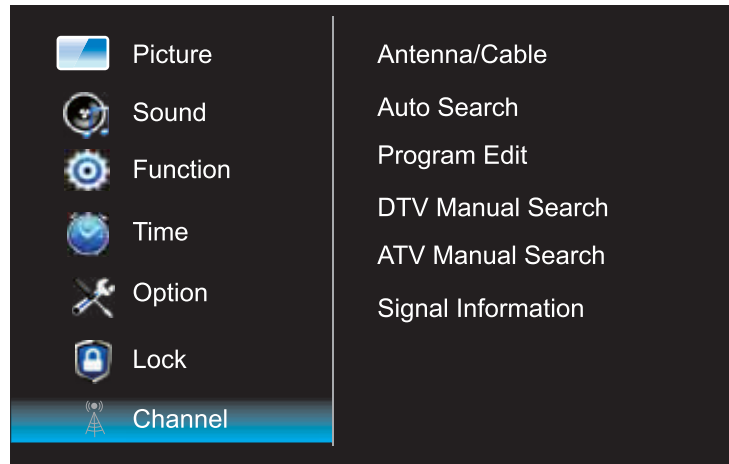 Picture
Sound
Function
Time
Option
Lock
Channel
Antenna/Cable
Auto Search
Program Edit
DTV Manual Search
ATV Manual Search
Signal Information